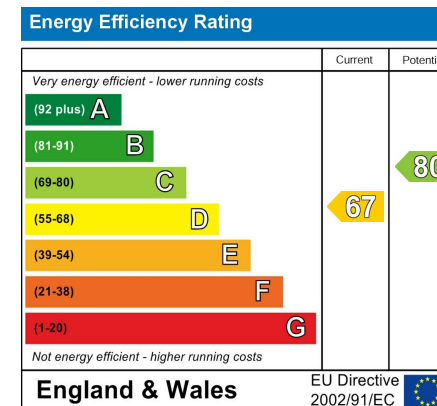 Energy Efficiency Rating
Current Potenti
Very energy efficient - lower running costs
(92 plus) A
(81-91) B
(69-80) C
(55-68) D
(39-54) E
(21-38) F
(1-20) G
67
80
Not energy efficient - higher running costs
England & Wales
EU Directive
2002/91/EC